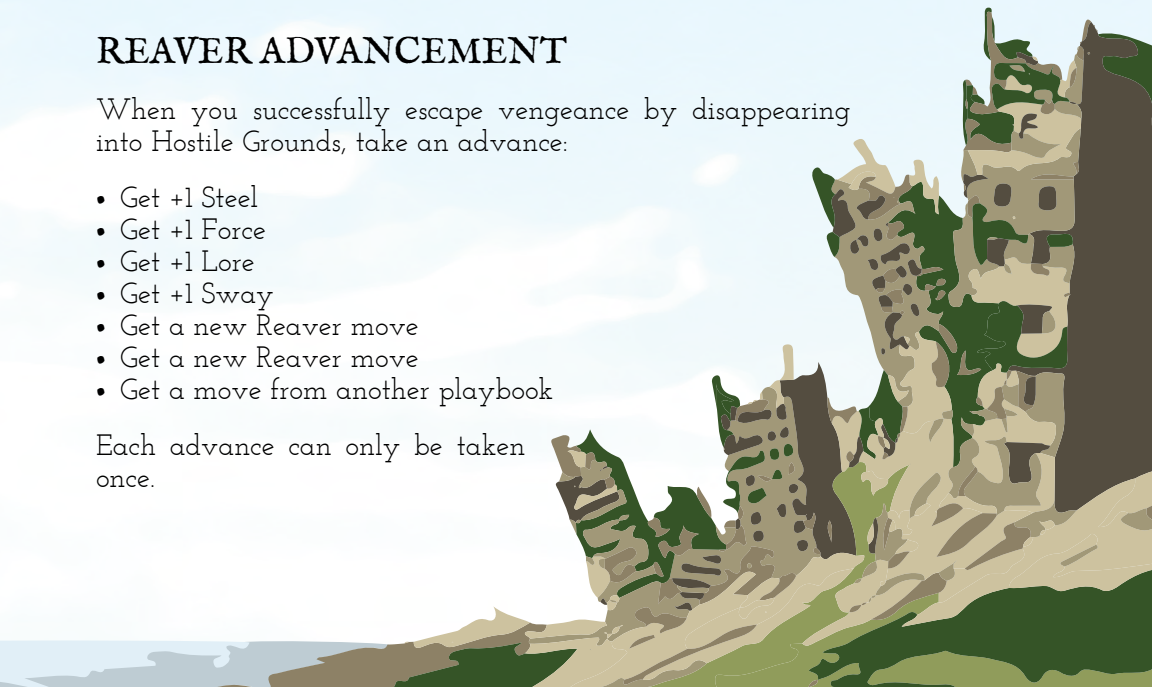 REAVER ADVANCEMENT
When you successfully escape vengeance by disappearing
into Hostile Grounds, take an advance:
• Get +1 Steel
• Get +1 Force
• Get +1 Lore
• Get +1 Sway
• Get a new Reaver move
• Get a new Reaver move
• Get a move from another playbook
Each advance can only be taken
once.